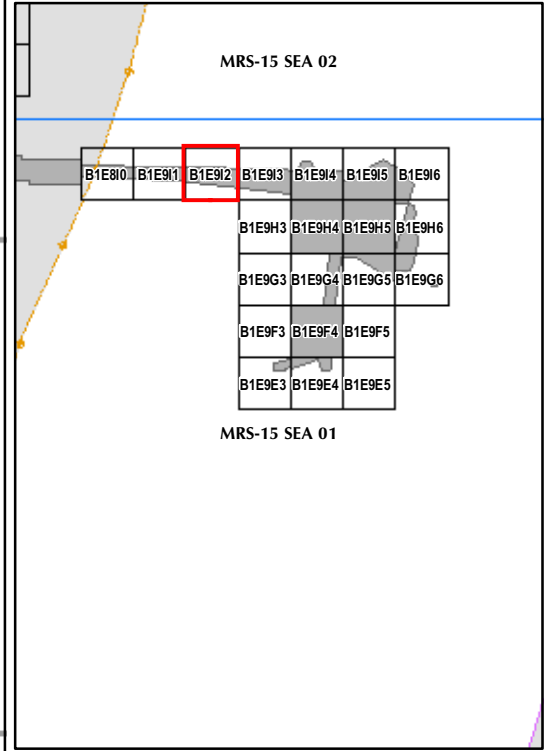 MRS-15 SEA 02
B1E8I0 B1E9I1 B1E9I2 B1E9I3 B1E9I4 B1E9I5 B1E9I6
B1E9H3 B1E9H4 B1E9H5 B1E9H6
B1E9G3 B1E9G4 B1E9G5 B1E9G6
B1E9F3 B1E9F4 B1E9F5
B1E9E3 B1E9E4 B1E9E5
MRS-15 SEA 01